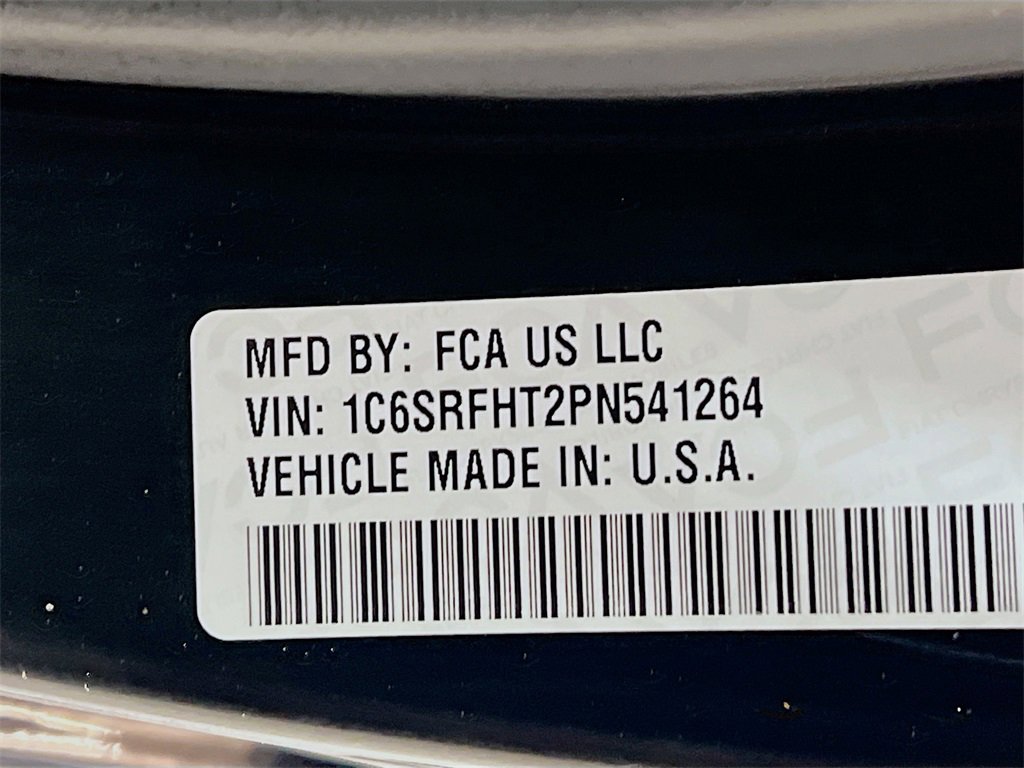 MFD BY: FCA US LLC
VIN: 1C6SRFHT2PN541264
VEHICLE MADE IN: U.S.A.